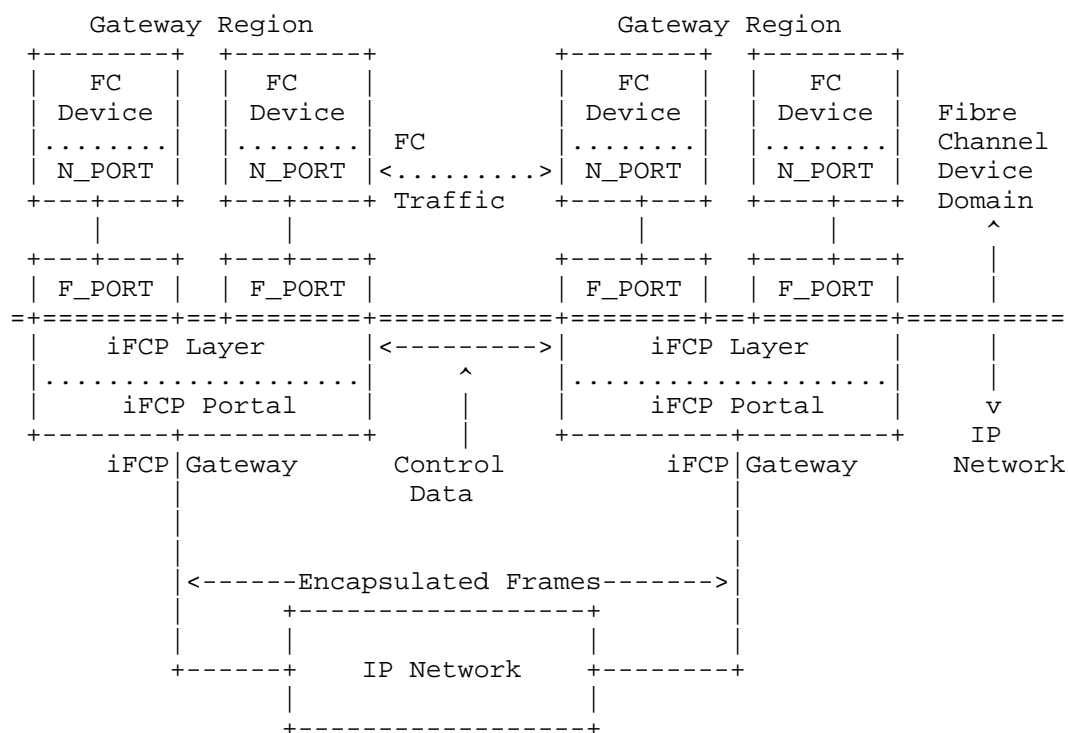 Gateway Region Gateway Region
FC FC FC FC
Device Device Device Device Fibre
FC Channel
N_PORT N_PORT <.........> N_PORT N_PORT Device
Traffic Domain
F_PORT F_PORT F_PORT F_PORT
iFCP Layer <---------> iFCP Layer
iFCP Portal iFCP Portal
IP
iFCP Gateway Control iFCP Gateway Network
Data
<------Encapsulated Frames------->
IP Network